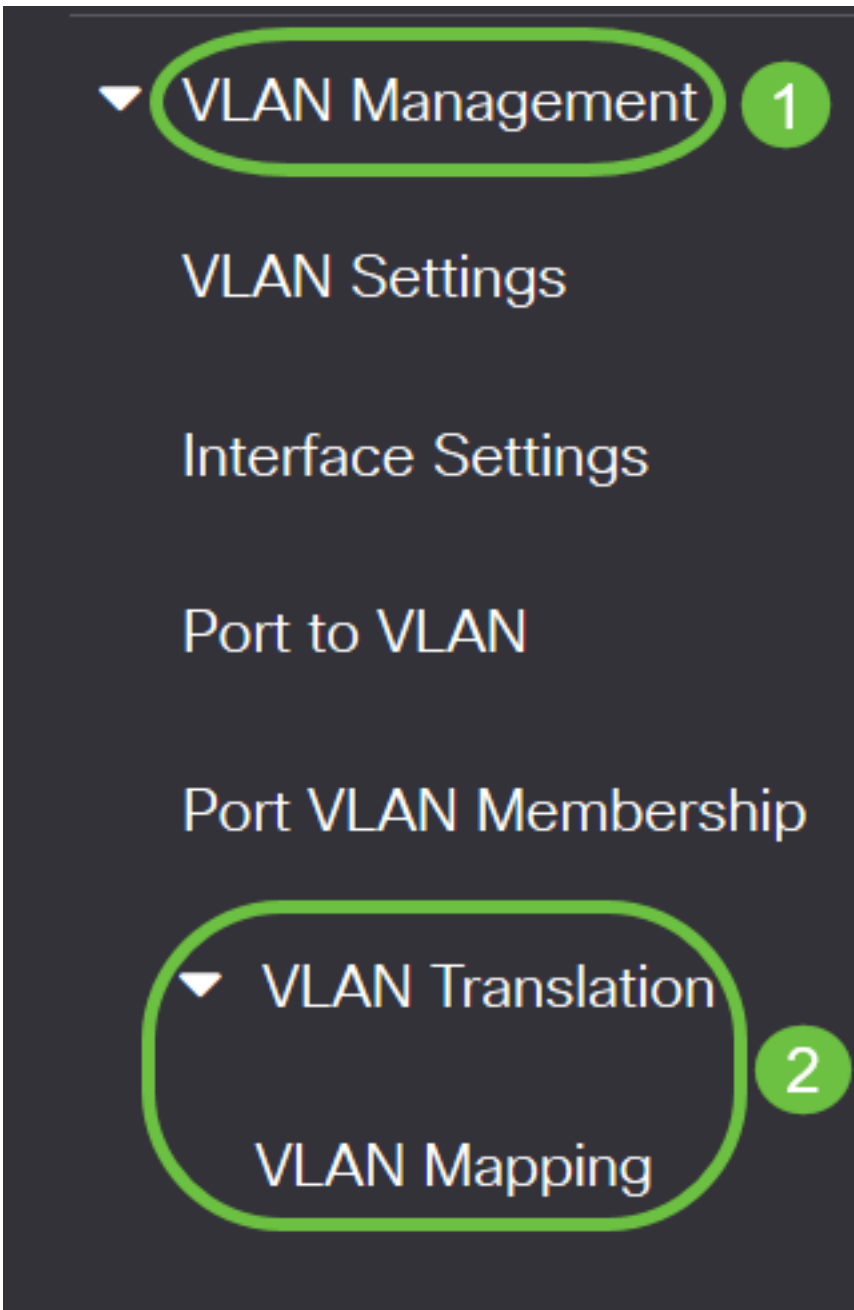 VLAN Management 1
VLAN Settings
Interface Settings
Port to VLAN
Port VLAN Membership
VLAN Translation
2
VLAN Mapping